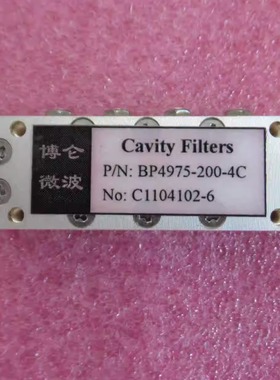 博仑
微波
Cavity Filters
P/N: BP4975-200-4C
No: C1104102-6